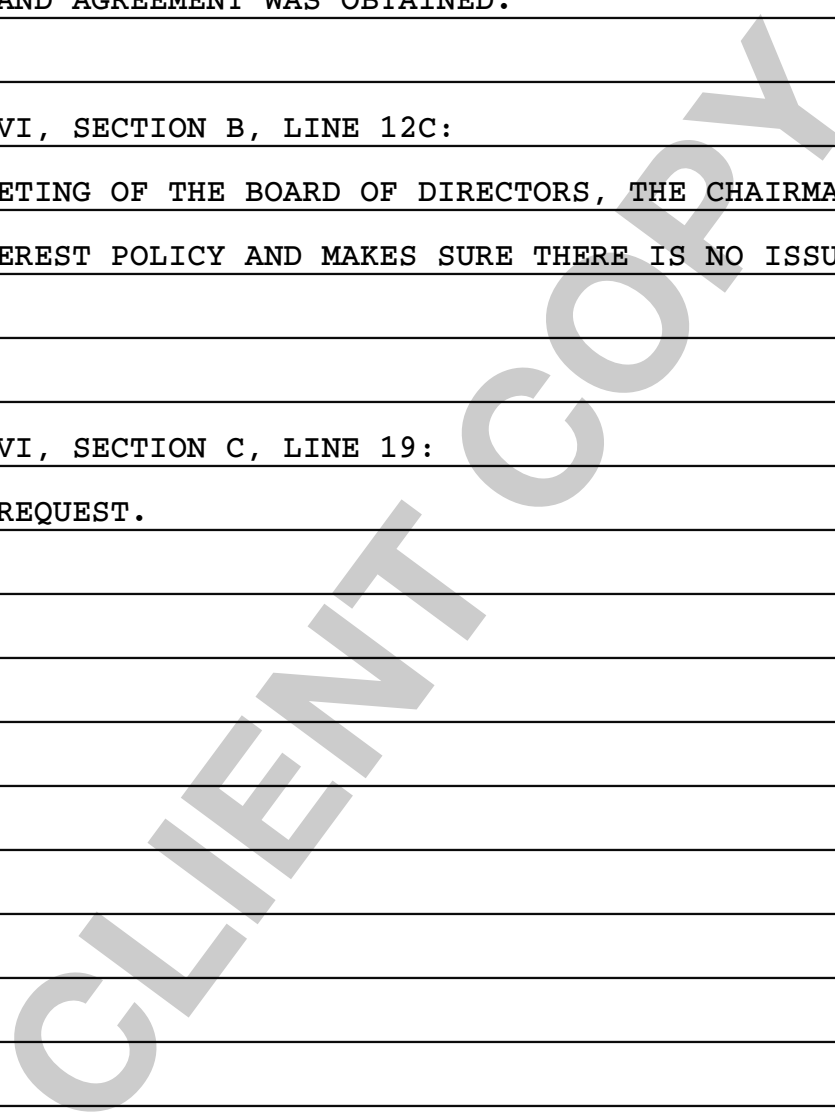 AND AGREEMENT WAS OBTAINED.
VI, SECTION B, LINE 12C:
ETING OF THE BOARD OF DIRECTORS, THE CHAIRMA
EREST POLICY AND MAKES SURE THERE IS NO ISSU
VI, SECTION C, LINE 19:
REQUEST.
CLIENT COPY